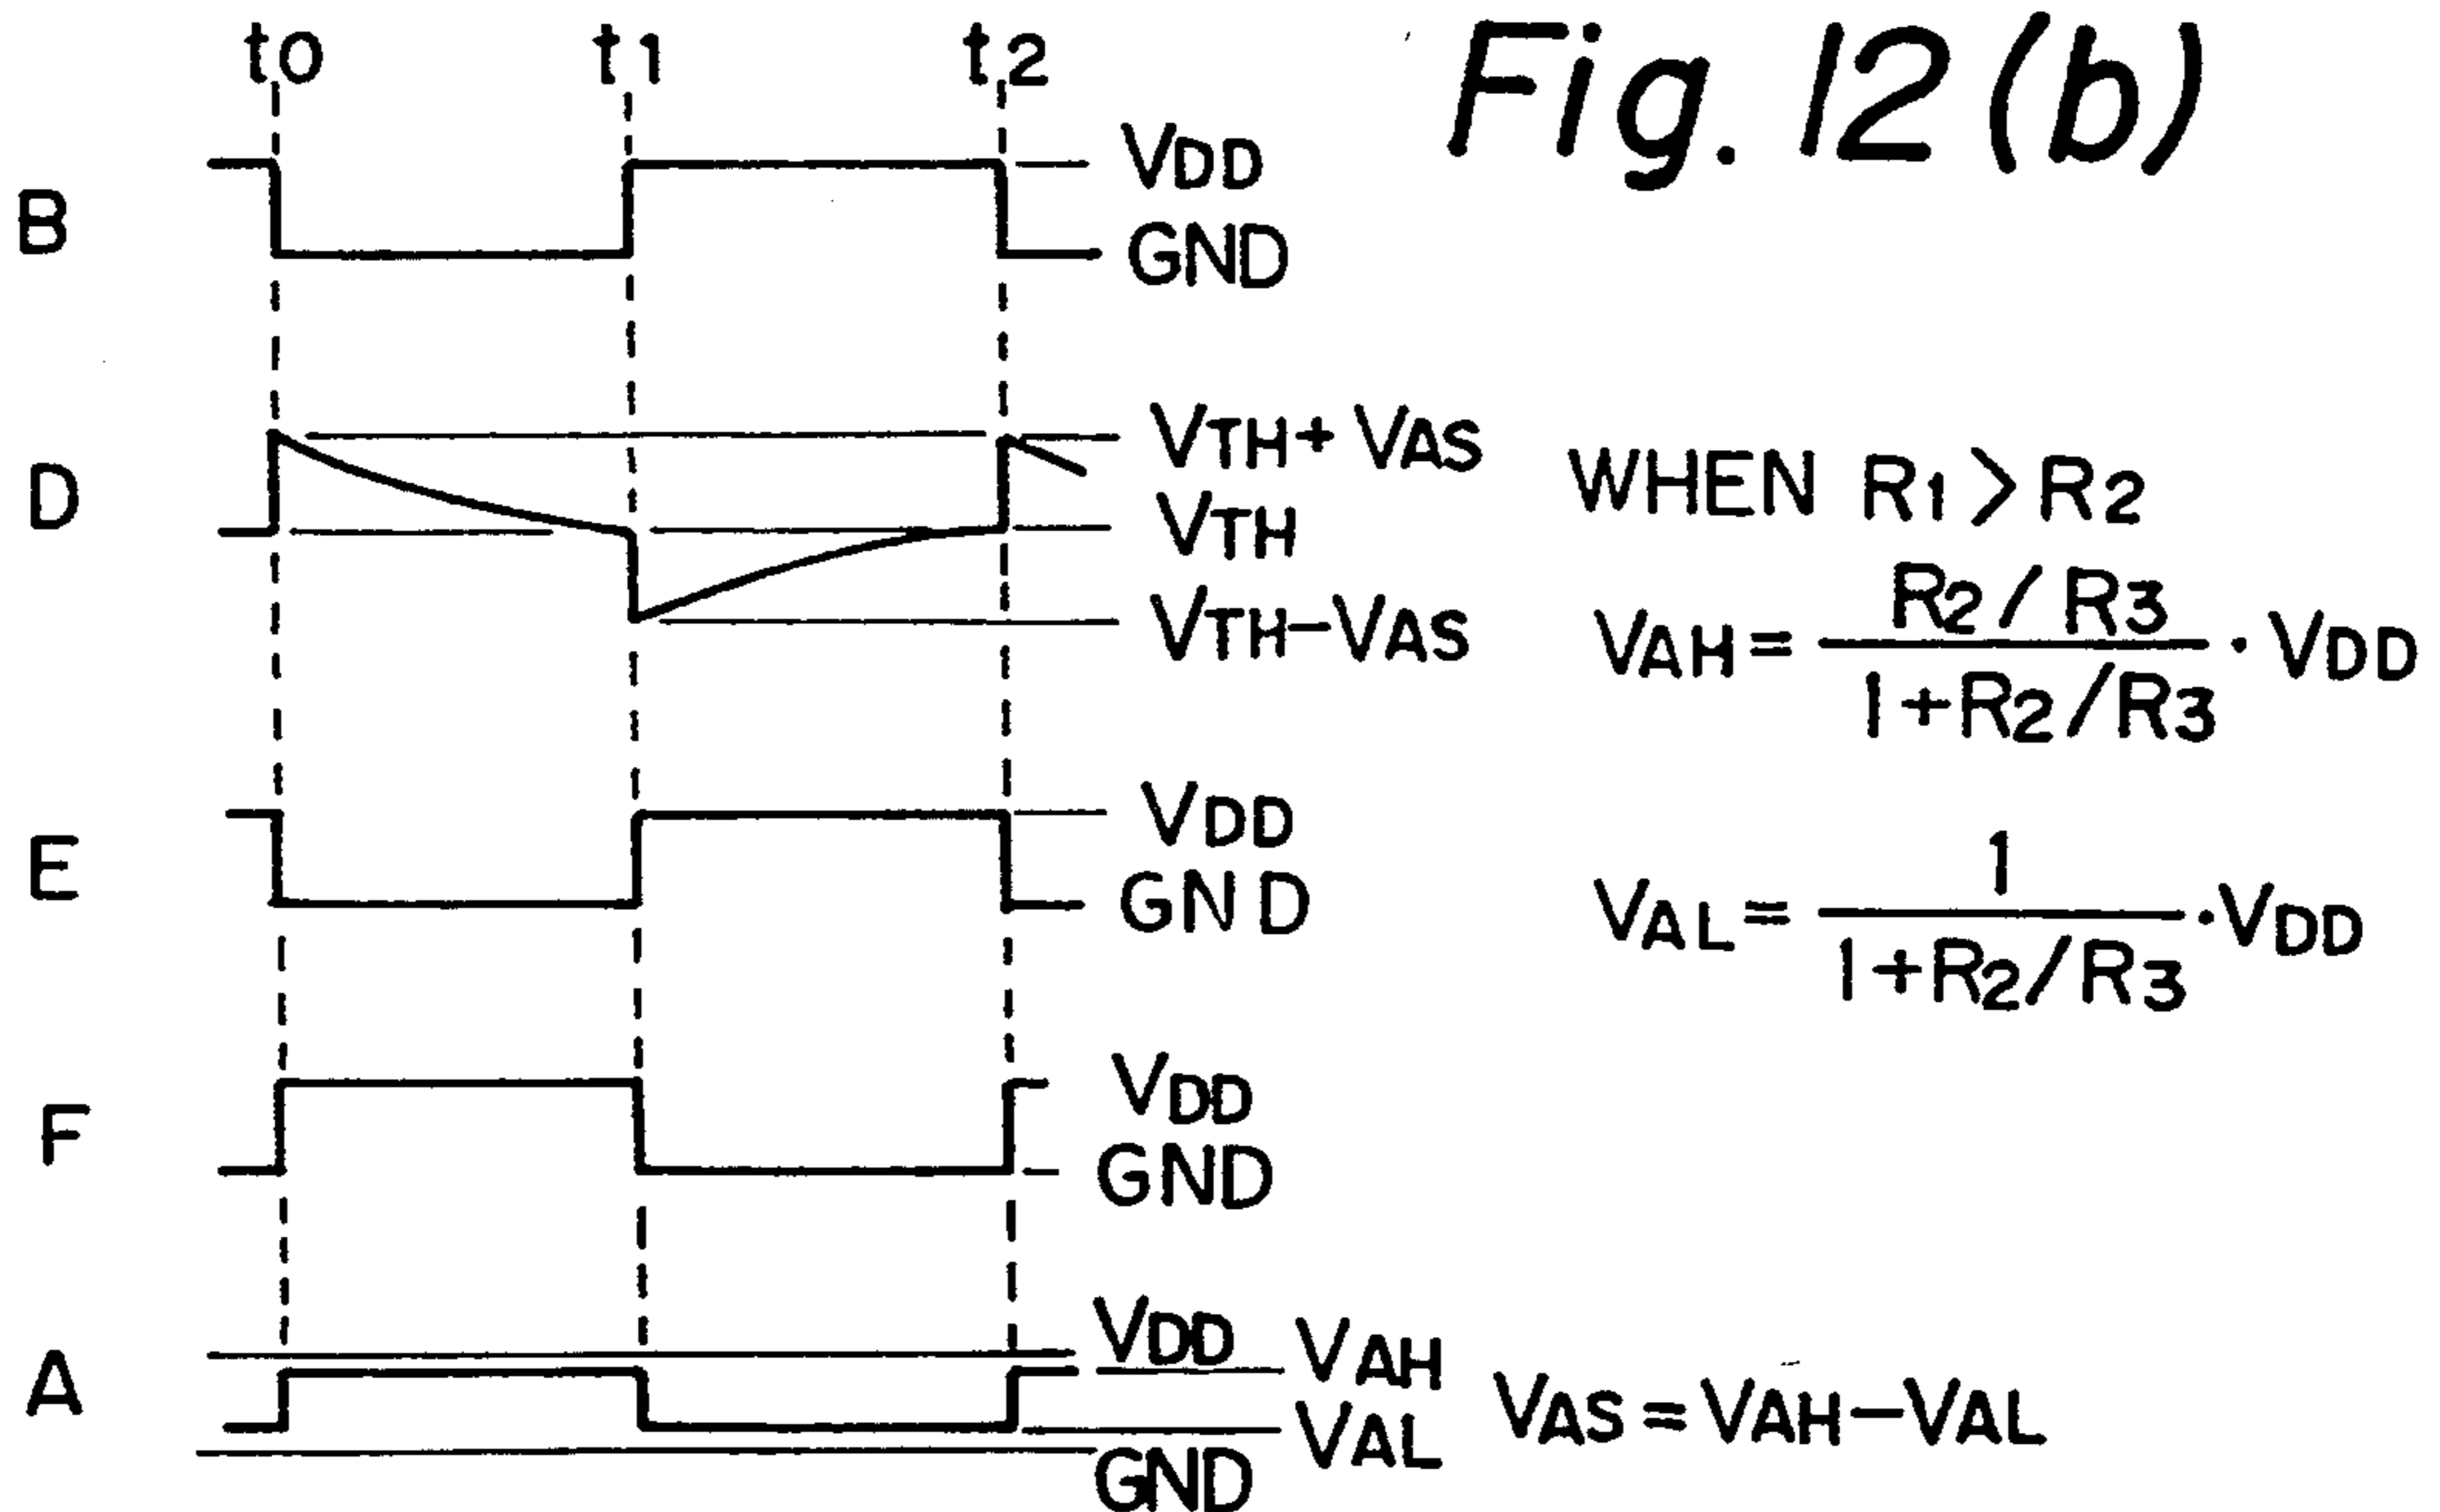 t0 t1 t2
Fig. 12(b)
B
VDD
GND
D
VTH+VAS
VTH
VTH-VAS
WHEN R1>R2
VAH= R2/R3
1+R2/R3
·VDD
E
VDD
GND
VAL= 1
1+R2/R3
·VDD
F
VDD
GND
A
VDD
VAH
VAL
GND
VAS=VAH-VAL